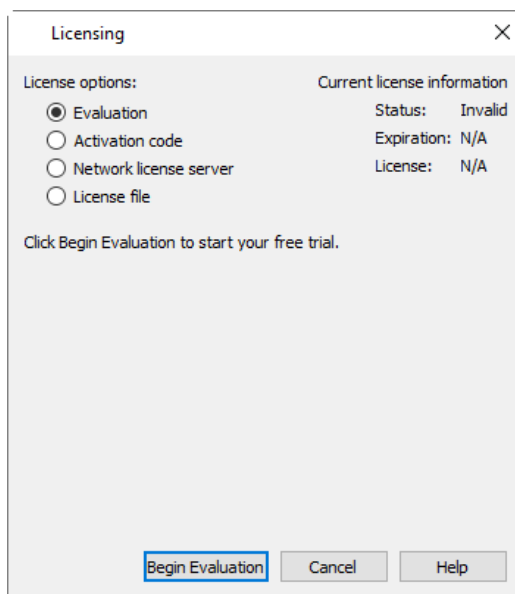 Licensing
License options:
Current license information
Evaluation
Status: Invalid
Activation code
Expiration: N/A
Network license server
License: N/A
License file
Click Begin Evaluation to start your free trial.
Begin Evaluation Cancel Help